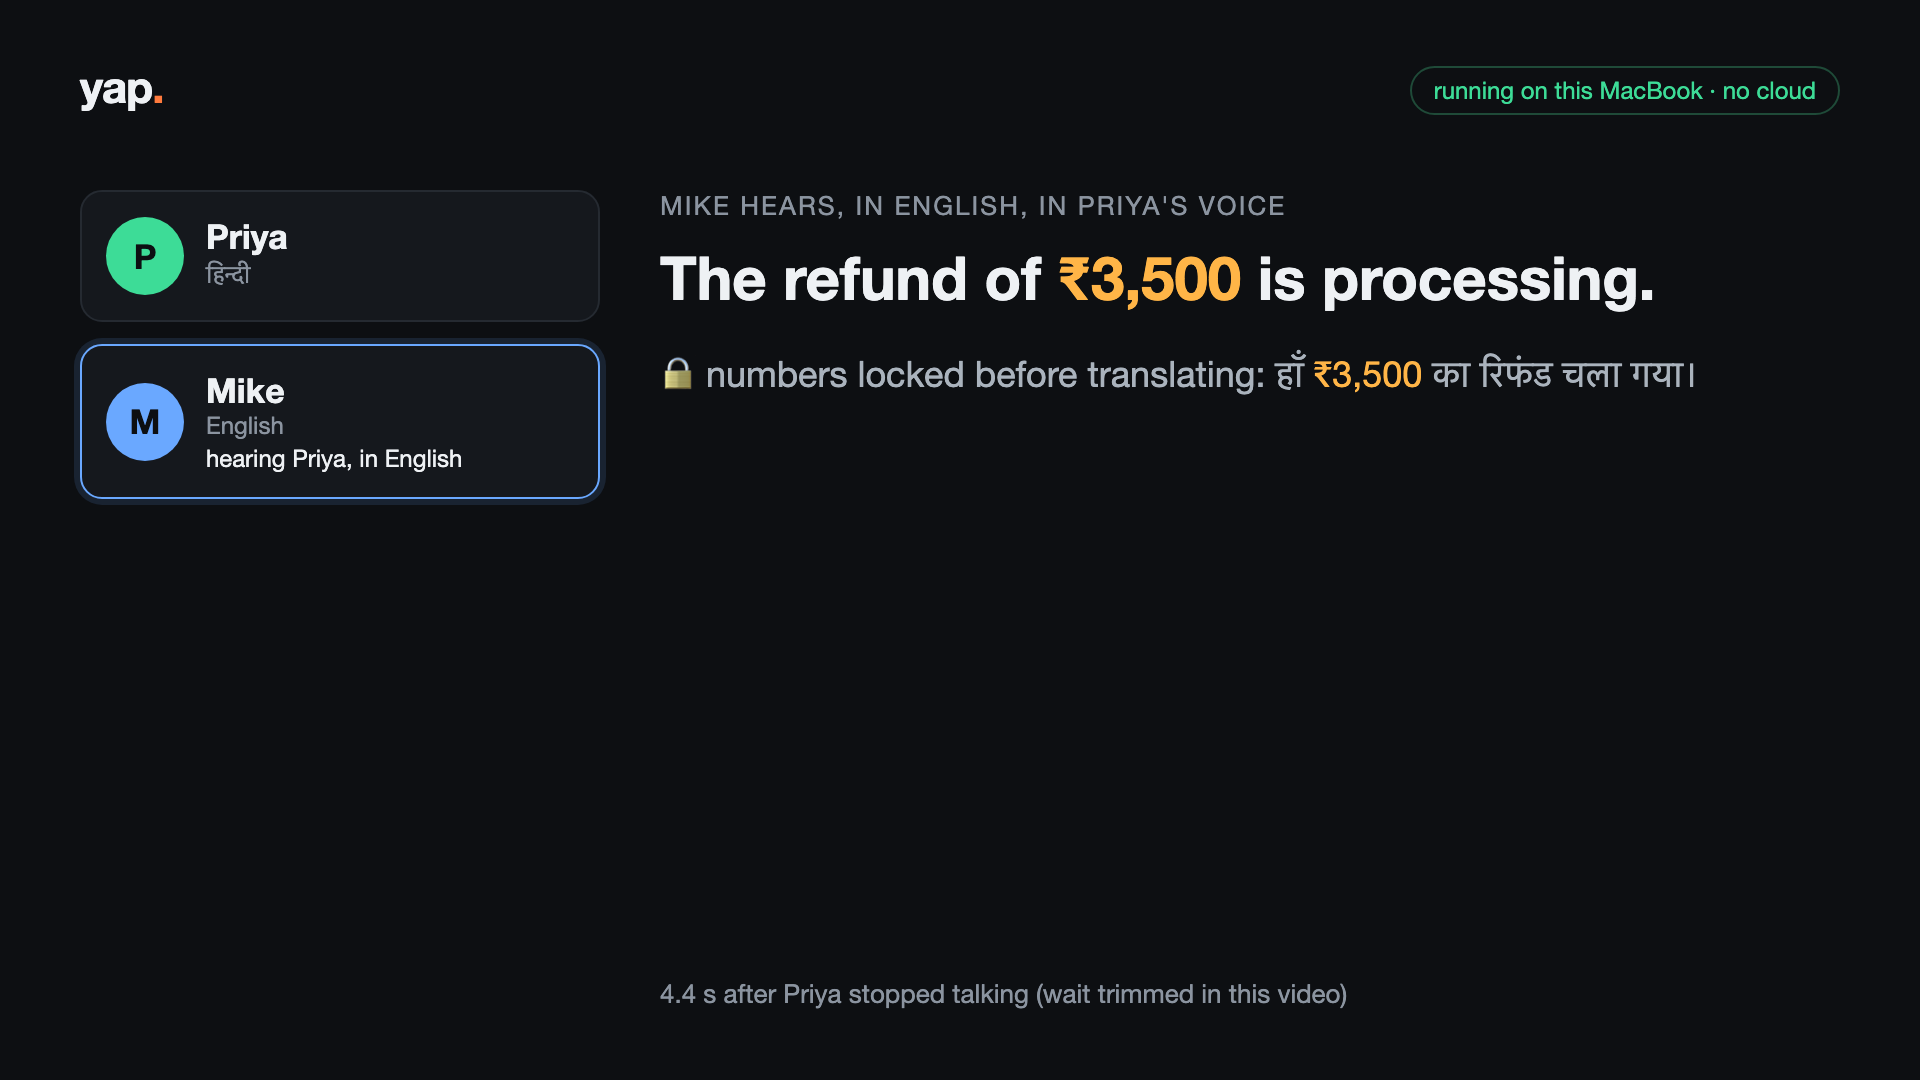 yap.
running on this MacBook · no cloud
P
Priya
हिन्दी
M
Mike
English
hearing Priya, in English
MIKE HEARS, IN ENGLISH, IN PRIYA'S VOICE
The refund of ₹3,500 is processing.
🔒 numbers locked before translating: हाँ ₹3,500 का रिफंड चला गया।
4.4 s after Priya stopped talking (wait trimmed in this video)